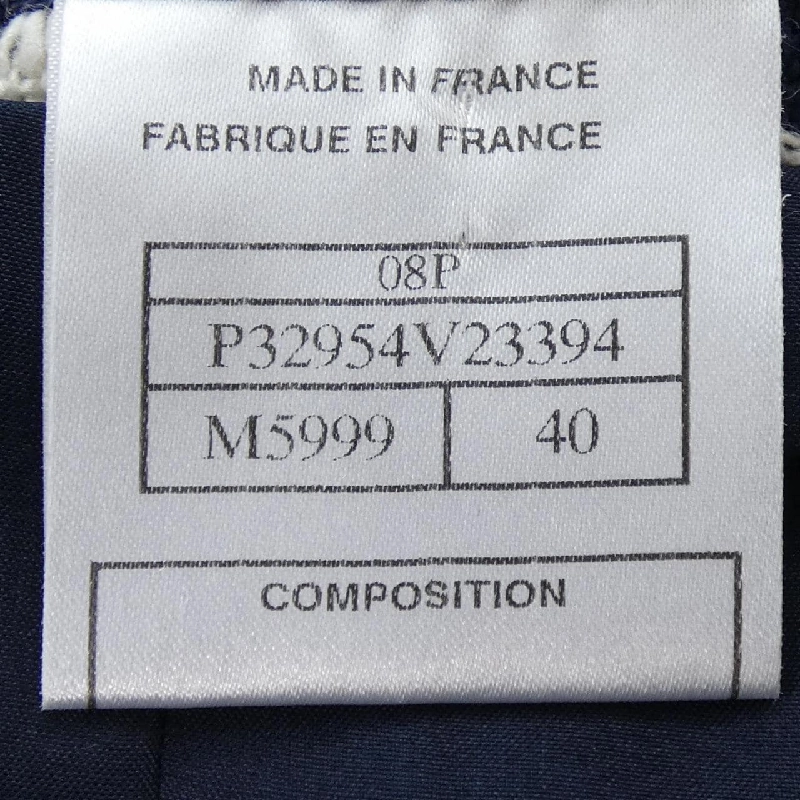 MADE IN FRANCE
FABRIQUE EN FRANCE
08P
P32954V23394
M5999 40
COMPOSITION